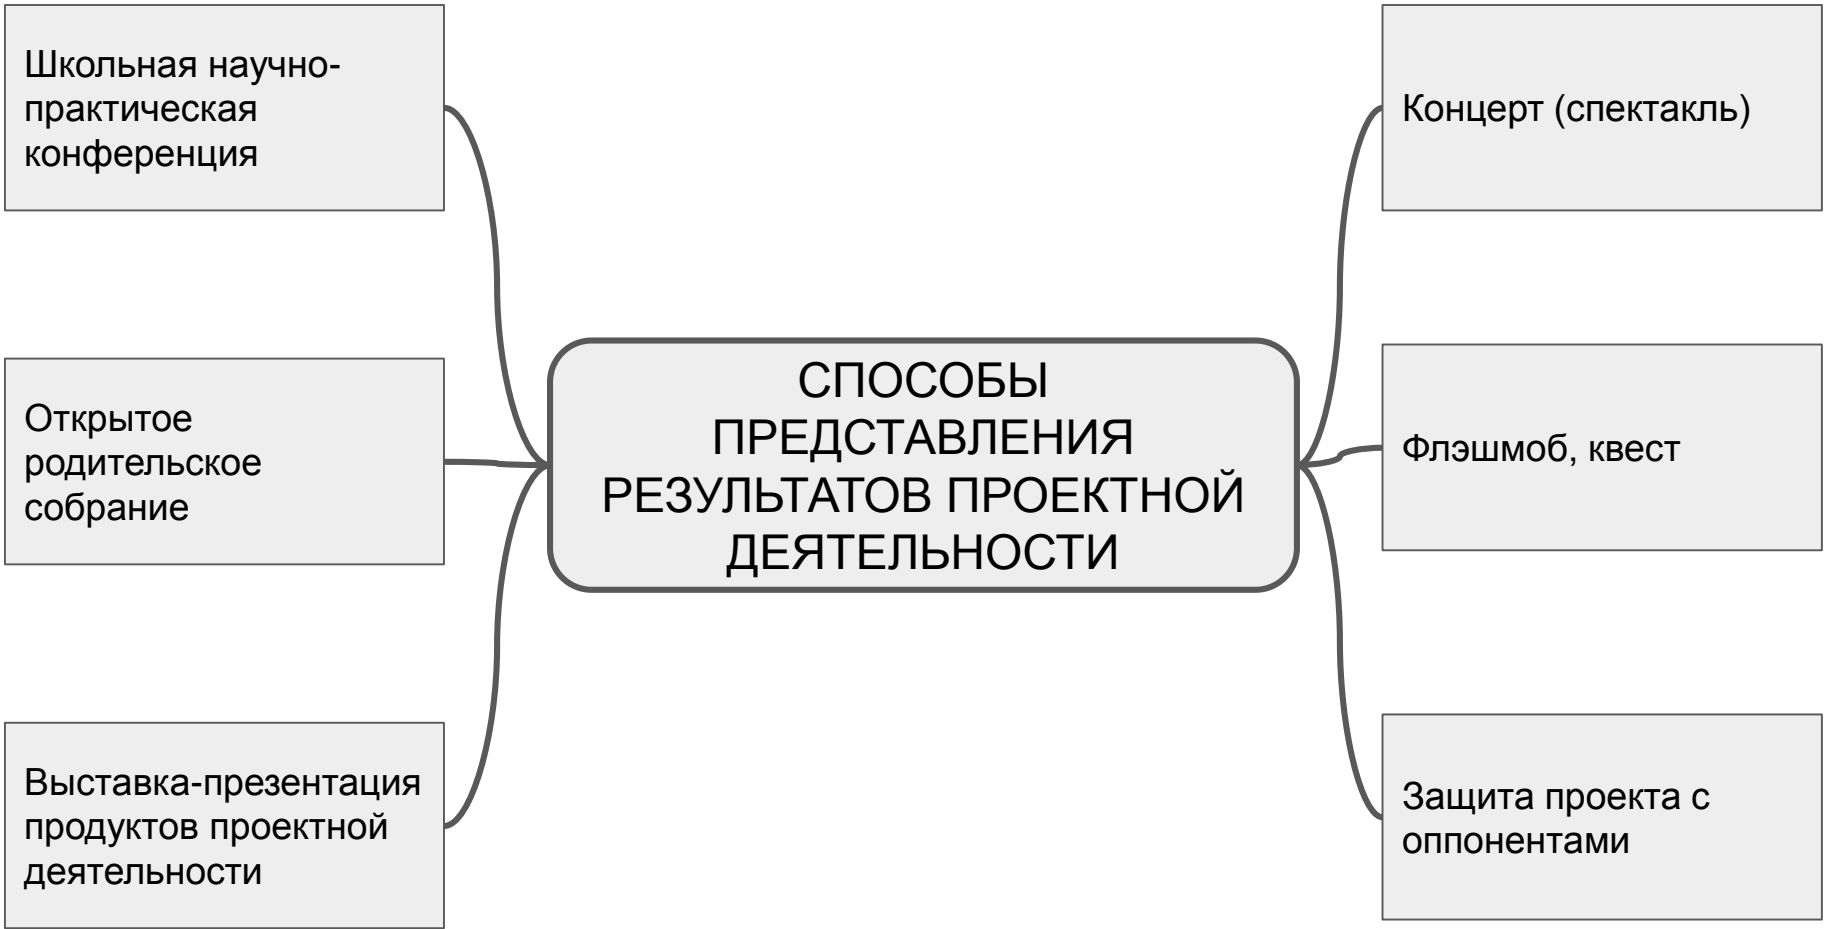 Школьная научно-
практическая
конференция
Открытое
родительское
собрание
Выставка-презентация
продуктов проектной
деятельности
СПОСОБЫ
ПРЕДСТАВЛЕНИЯ
РЕЗУЛЬТАТОВ ПРОЕКТНОЙ
ДЕЯТЕЛЬНОСТИ
Концерт (спектакль)
Флэшмоб, квест
Защита проекта с
оппонентами